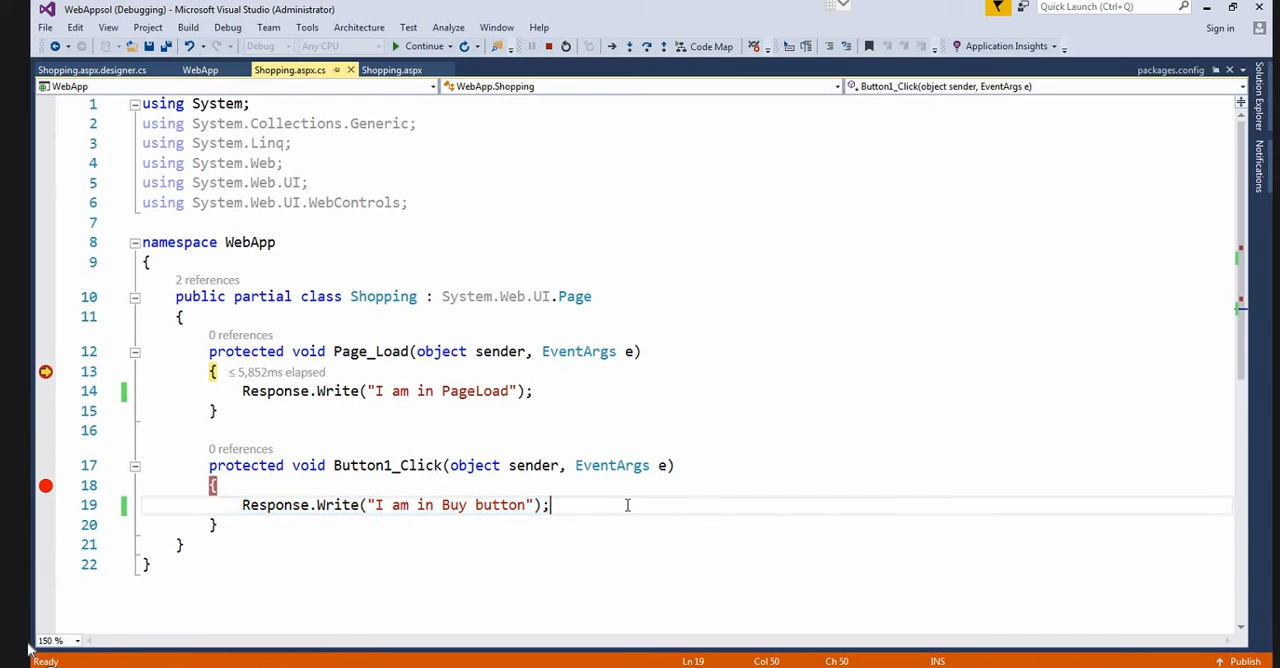 WebAppsol (Debugging) - Microsoft Visual Studio (Administrator)
Quick Launch (Ctrl+Q)
File Edit View Project Build Debug Team Tools Architecture Test Analyze Window Help
Sign in
Debug Any CPU Continue Code Map Application Insights
Shopping.aspx.designer.cs WebApp Shopping.aspx.cs Shopping.aspx packages.config
WebApp WebApp.Shopping Button1_Click(object sender, EventArgs e)
Solution Explorer
Notifications
1 using System;
2 using System.Collections.Generic;
3 using System.Linq;
4 using System.Web;
5 using System.Web.UI;
6 using System.Web.UI.WebControls;
7
8 namespace WebApp
9 {
2 references
10 public partial class Shopping : System.Web.UI.Page
11 {
0 references
12 protected void Page_Load(object sender, EventArgs e)
13 { ≤ 5,852ms elapsed
14 Response.Write("I am in PageLoad");
15 }
16
0 references
17 protected void Button1_Click(object sender, EventArgs e)
18 {
19 Response.Write("I am in Buy button");
20 }
21 }
22 }
150 %
Ready Ln 19 Col 50 Ch 50 INS Publish